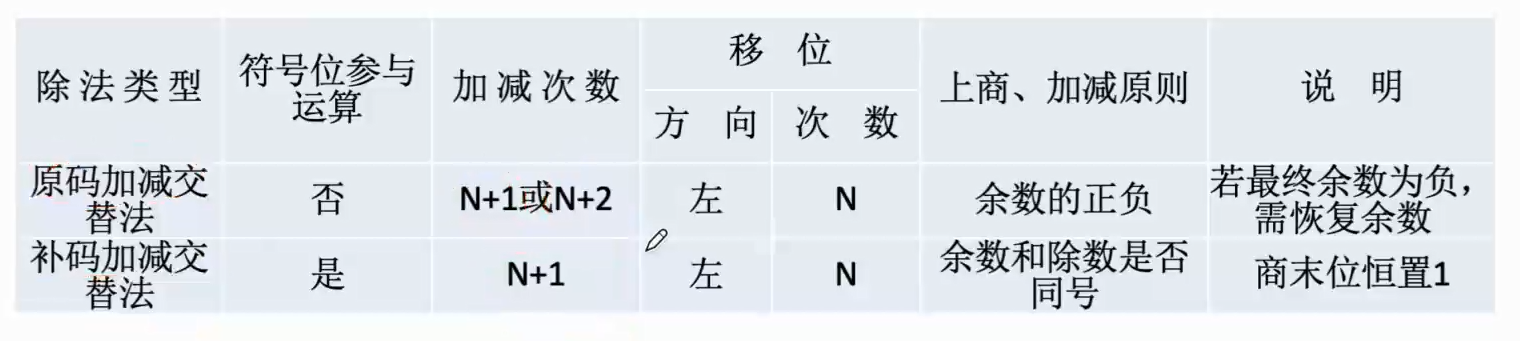 除法类型
符号位参与
运算
加减次数
移 位
方 向
次 数
上商、加减原则
说 明
原码加减交
替法
否
N+1或N+2
左
N
余数的正负
若最终余数为负，
需恢复余数
补码加减交
替法
是
N+1
左
N
余数和除数是否
同号
商末位恒置1